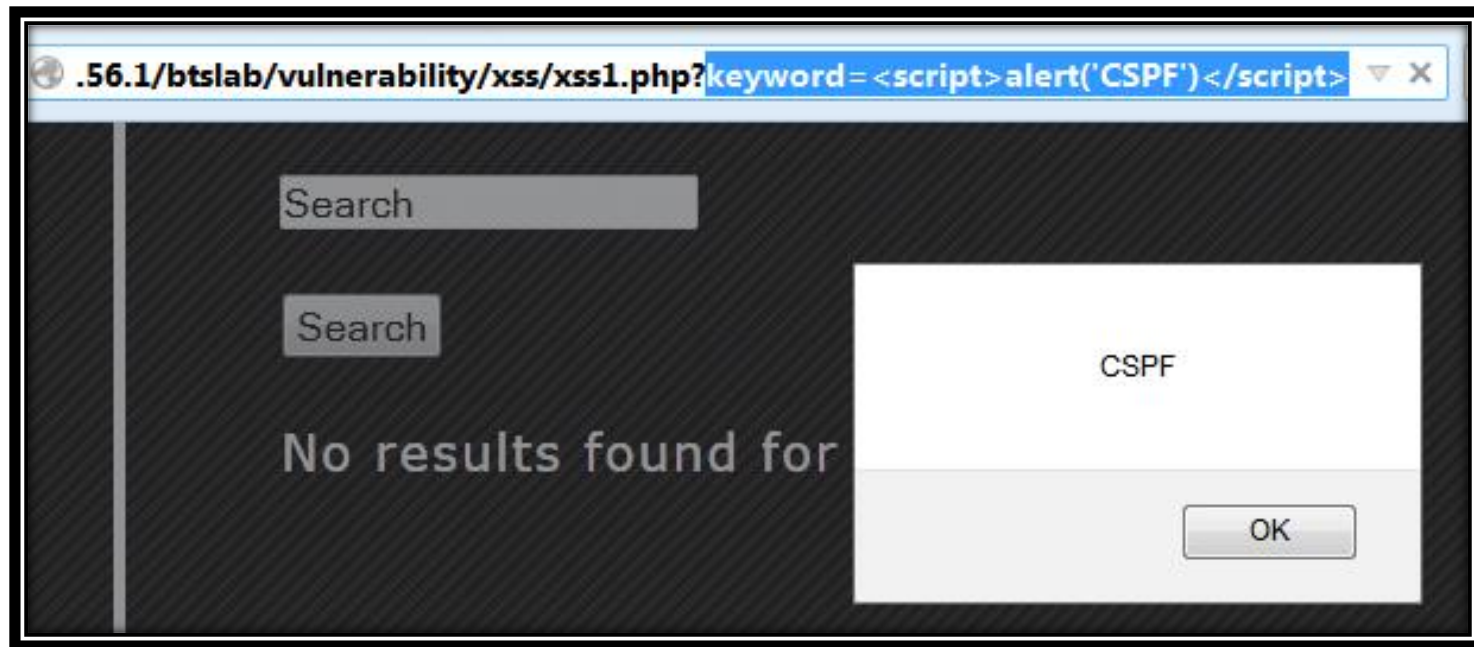 .56.1/btslab/vulnerability/xss/xss1.php?keyword=<script>alert('CSPF')</script>
Search
Search
No results found for
CSPF
OK